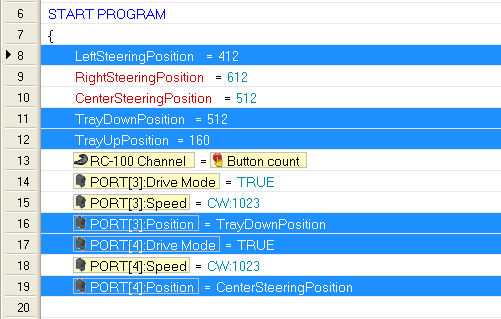 6 START PROGRAM
7 {
8 LeftSteeringPosition = 412
9 RightSteeringPosition = 612
10 CenterSteeringPosition = 512
11 TrayDownPosition = 512
12 TrayUpPosition = 160
13 RC-100 Channel = Button count
14 PORT[3]:Drive Mode = TRUE
15 PORT[3]:Speed = CW:1023
16 PORT[3]:Position = TrayDownPosition
17 PORT[4]:Drive Mode = TRUE
18 PORT[4]:Speed = CW:1023
19 PORT[4]:Position = CenterSteeringPosition
20